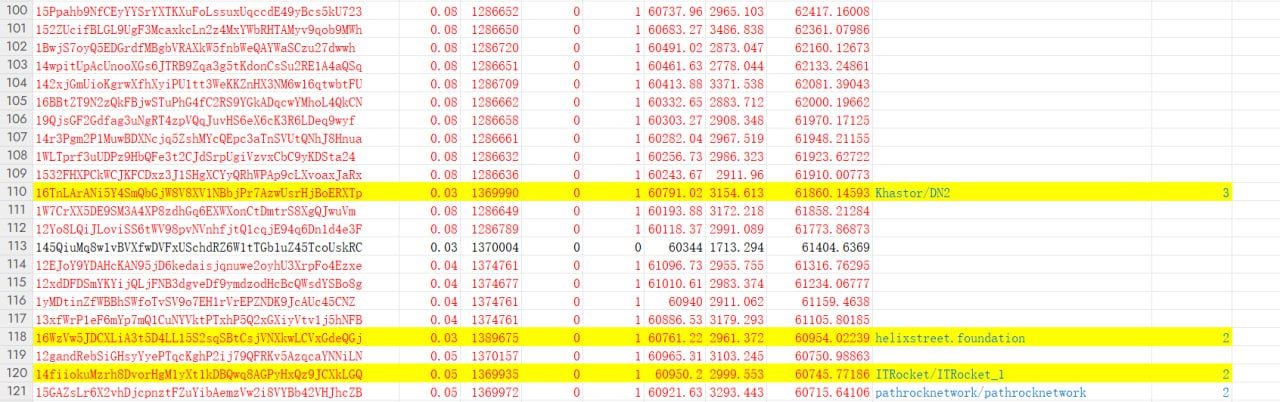 100 15Ppahb9NfCEyYYSrYXTKXuFoLssuxUqccdE49yBcs5kU723 0.08 1286652 0 1 60737.96 2965.103 62417.16008
101 152ZUcifBLGL9UgF3McaxkcLn2z4MxYWbRHTAMyv9qob9MWh 0.08 1286650 0 1 60683.27 3486.838 62361.07986
102 1BwjS7oyQ5EDGrdfMBgbVRAXkW5fnbWeQAYWaSCzu27dwwh 0.08 1286720 0 1 60491.02 2873.047 62160.12673
103 14wpitUpAcUnooXGs6JTRB9Zqa3g5tKdonCsSu2RE1A4aQSq 0.08 1286651 0 1 60461.63 2778.044 62133.24861
104 142xjGmUioKgrwXfhXyiPU1tt3WeKKZnHX3NM6w16qtwbtFU 0.08 1286709 0 1 60413.88 3371.538 62081.39043
105 16BBtZT9N2zQkFBjwSTuPhG4fC2RS9YGkADqcwYMhoL4QkCN 0.08 1286662 0 1 60332.65 2883.712 62000.19662
106 19QjsGF2Gdfag3uNgRT4zpVQqJuvHS6eX6cK3R6LDeq9wyf 0.08 1286658 0 1 60303.27 2908.348 61970.17125
107 14r3Pgm2P1MuwBDXNcjq5ZshMYcQEpc3aTnSVUtQNhJ8Hnua 0.08 1286661 0 1 60282.04 2967.519 61948.21155
108 1WLTprf3uUDPz9HbQFe3t2CJdSrpUgiVzvxCbC9yKDSta24 0.08 1286632 0 1 60256.73 2986.323 61923.62722
109 1532FHXPCkWCJKFCDxz3J1SHgXCYyQRhWPAp9cLXvoaxJaRx 0.08 1286636 0 1 60243.67 2911.96 61910.00773
110 16TnLArANi5Y4SmQbGjW8V8XV1NBbjPr7AzwUsrHjBoERXTp 0.03 1369990 0 1 60791.02 3154.613 61860.14593 Khastor/DN2 3
111 1W7CrXX5DE9SM3A4XP8zdhGq6EXWXonCtDmtrS8XgQJwuVm 0.08 1286649 0 1 60193.88 3172.218 61858.21284
112 12Yo8LQiJLoviSS6tWV98pvNVnhfjtQ1cqjE94q6Dn1d4e3F 0.08 1286789 0 1 60118.37 2991.089 61773.86873
113 145QiuMq8wlvBVXfwDVFxUSchdRZ6W1tTGb1uZ45TcoUskRC 0.03 1370004 0 0 60344 1713.294 61404.6369
114 12EJoY9YDAHcKAN95jD6kedaisjqnuwe2oyhU3XrpFo4Ezxe 0.04 1374761 0 1 61096.73 2955.755 61316.76295
115 12xdDFDSmYKYijQLjFNB3dgveDf9ymdzodHcBcQWsdYSBo8g 0.04 1374677 0 1 61010.61 2983.374 61234.06777
116 1yMDtinZfWBBhSWfoTvSV9o7EH1rVrEPZNDK9JcAUc45CNZ 0.04 1374761 0 1 60940 2911.062 61159.4638
117 13xfWrP1eF6mYp7mQ1CuNYVktPTxhP5Q2xGXiyVtv1j5hNFB 0.04 1374761 0 1 60886.53 3179.293 61105.80185
118 16WzVw5JDCXLiA3t5D4LL15S2sqSBtCsjVNXkwLCVxGdeQGj 0.03 1389675 0 1 60761.22 2961.372 60954.02239 helixstreet.foundation 2
119 12gandRebSiGHsyYyePTqcKghP2ij79QFRKv5AzqcaYNNiLN 0.05 1370157 0 1 60965.31 3103.245 60750.98863
120 14fiiokuMzrh8DvorHgM1yXt1kDBQwq8AGPyHxQz9JCXkLGQ 0.05 1369935 0 1 60950.2 2999.553 60745.77186 ITRocket/ITRocket_1 2
121 15GAZsLr6X2vhDjcpnztFZuYibAemzVw2i8VYBb42VHJhcZB 0.05 1369972 0 1 60921.63 3293.443 60715.64106 pathrocknetwork/pathrocknetwork 2